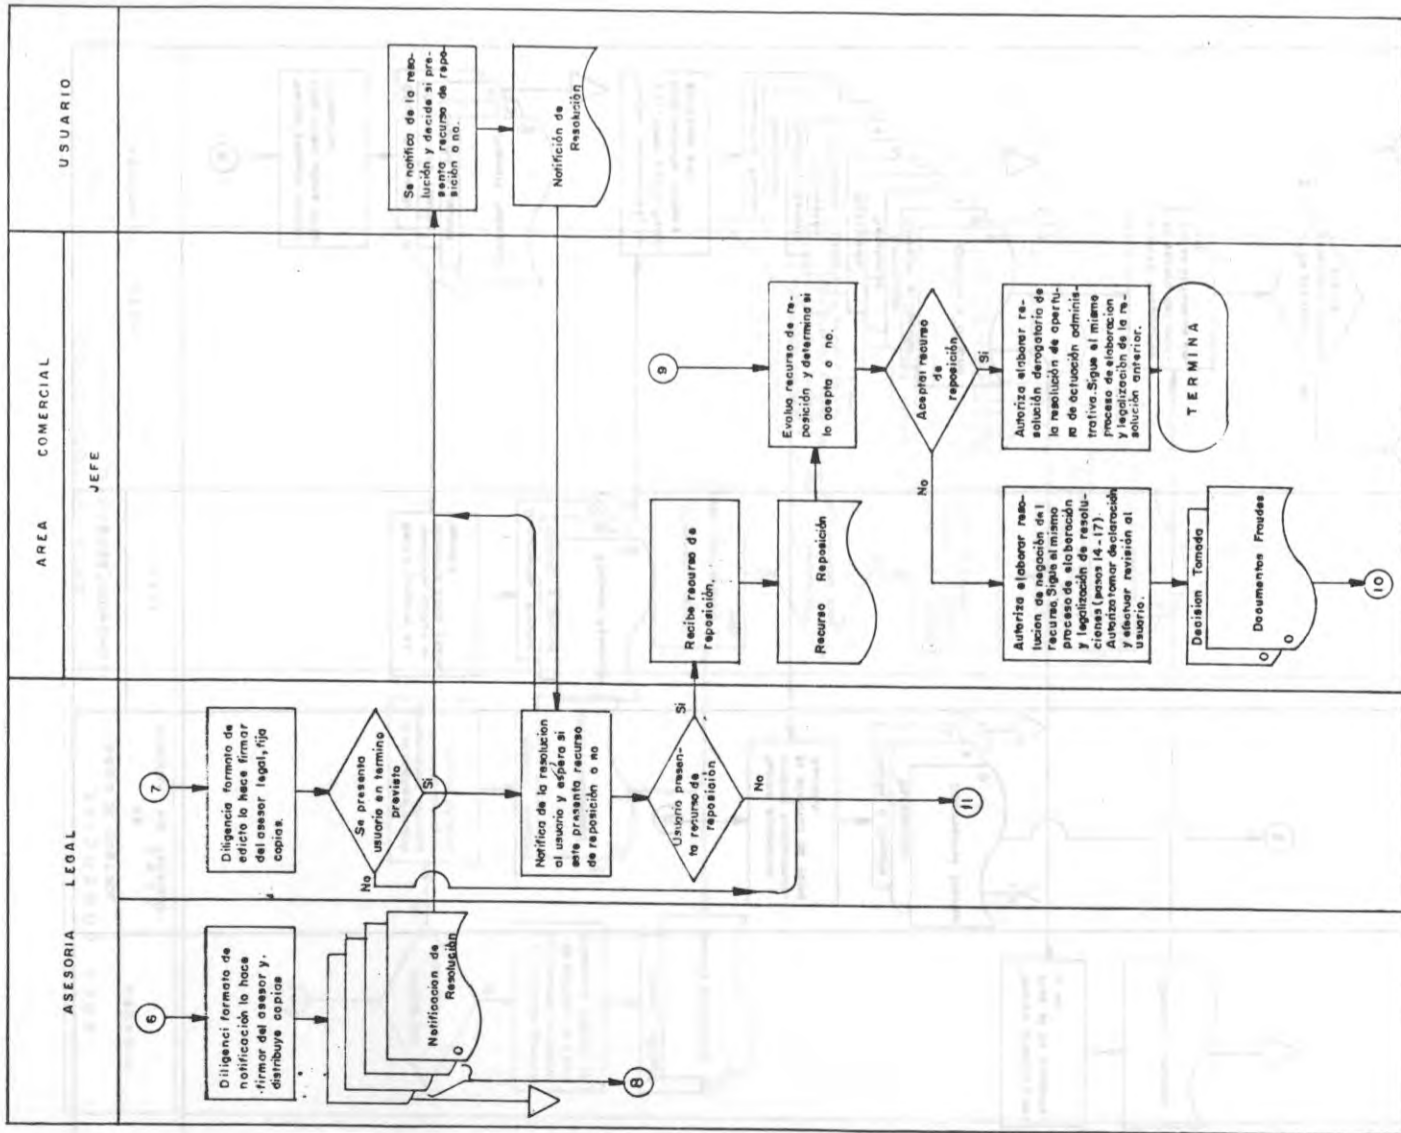 ASESORIA LEGAL
AREA COMERCIAL
JEFE
USUARIO
6
Diligenci formato de
notificación lo hace
firmar del asesor y
distribuye copias
Notificacion de
Resolución
O
8
7
Diligencia formato de
edicto lo hace firmar
del asesor legal, fija
copias.
Se presenta
usuario en termino
previsto
No
Si
Notifica de la resolucion
al usuario y espera si
este presenta recurso
de reposición o no
Usuario presen-
ta recurso de
reposición
Si
No
11
Recibe recurso de
reposición.
Recurso Reposición
9
Evalua recurso de re-
posición y determina si
lo acepta o no.
Aceptar recurso
de
reposición
No
Si
Autoriza elaborar reso-
lucion de negación del
recurso. Sigue el mismo
proceso de elaboración
y legalización de resolu-
ciones (pasos 14-17).
Autoriza tomar declaración
y efectuar revisión al
usuario.
Decision Tomada
O
Documentos Fraudes
O
10
Autoriza elaborar re-
solución derogatoria de
la resolución de apertu-
ra de actuación adminis-
trativa. Sigue el mismo
proceso de elaboracion
y legalización de la re-
solución anterior.
TERMINA
Se notifica de la reso-
lución y decide si pre-
senta recurso de repo-
sición o no.
Notifición de
Resolución